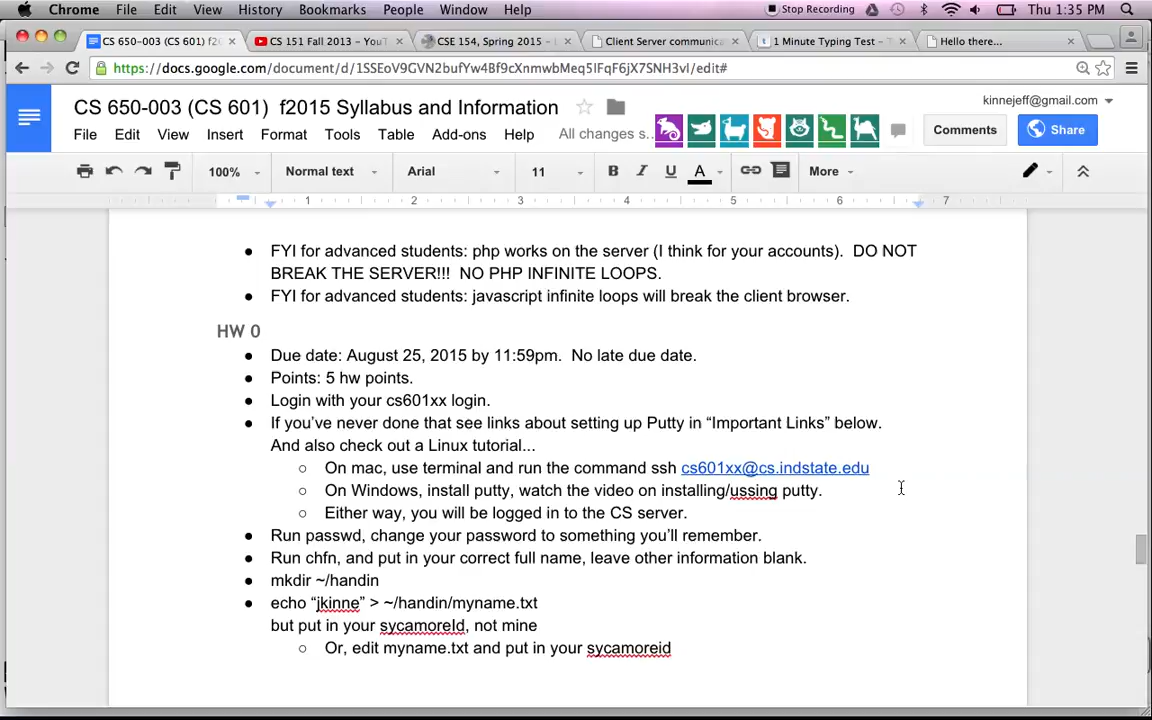 Chrome File Edit View History Bookmarks People Window Help Stop Recording Thu 1:35 PM
CS 650-003 (CS 601) f2 CS 151 Fall 2013 - YouT CSE 154, Spring 2015 - Client Server communica 1 Minute Typing Test - T Hello there...
https://docs.google.com/document/d/1SSEoV9GVN2bufYw4Bf9cXnmwbMeq5IFqF6jX7SNH3vI/edit#
CS 650-003 (CS 601) f2015 Syllabus and Information kinnejeff@gmail.com
File Edit View Insert Format Tools Table Add-ons Help All changes s... Comments Share
100% Normal text Arial 11 B I U A More
1 2 3 4 5 6 7
● FYI for advanced students: php works on the server (I think for your accounts). DO NOT
BREAK THE SERVER!!! NO PHP INFINITE LOOPS.
● FYI for advanced students: javascript infinite loops will break the client browser.
HW 0
● Due date: August 25, 2015 by 11:59pm. No late due date.
● Points: 5 hw points.
● Login with your cs601xx login.
● If you've never done that see links about setting up Putty in “Important Links” below.
And also check out a Linux tutorial...
○ On mac, use terminal and run the command ssh cs601xx@cs.indstate.edu
○ On Windows, install putty, watch the video on installing/ussing putty.
○ Either way, you will be logged in to the CS server.
● Run passwd, change your password to something you'll remember.
● Run chfn, and put in your correct full name, leave other information blank.
● mkdir ~/handin
● echo “jkinne” > ~/handin/myname.txt
but put in your sycamoreId, not mine
○ Or, edit myname.txt and put in your sycamoreid